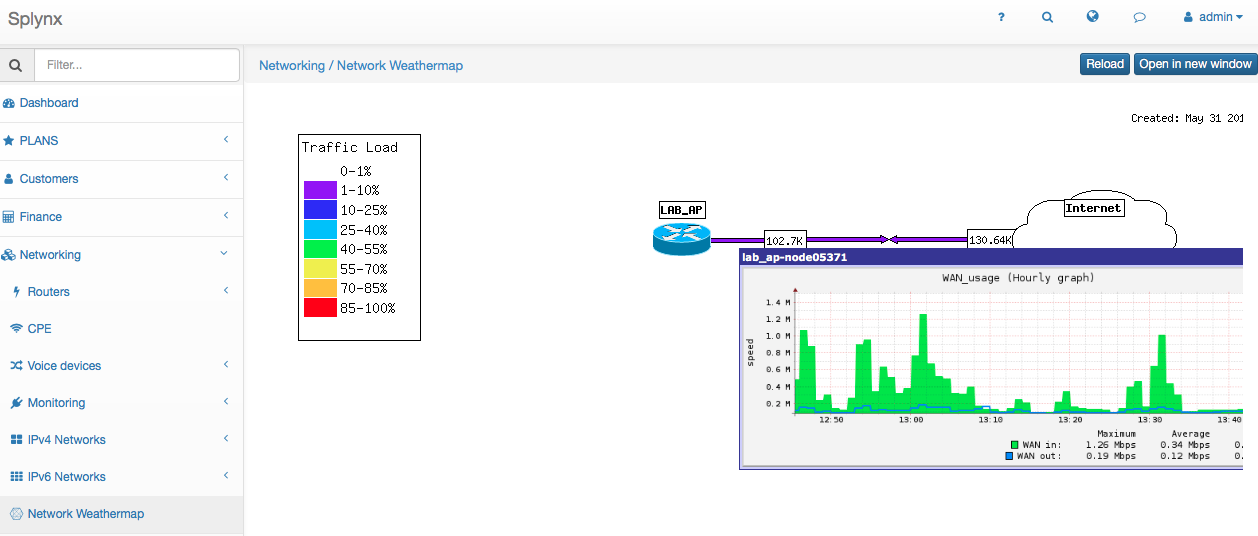 Splynx
?
admin
Filter...
Networking / Network Weathermap
Reload
Open in new window
Dashboard
PLANS
Customers
Finance
Networking
Routers
CPE
Voice devices
Monitoring
IPv4 Networks
IPv6 Networks
Network Weathermap
Created: May 31 201
Traffic Load
0-1%
1-10%
10-25%
25-40%
40-55%
55-70%
70-85%
85-100%
LAB_AP
102.7K
130.64K
Internet
lab_ap-node05371
WAN_usage (Hourly graph)
speed
1.4 M
1.2 M
1.0 M
0.8 M
0.6 M
0.4 M
0.2 M
12:50 13:00 13:10 13:20 13:30 13:40
Maximum Average
WAN in: 1.26 Mbps 0.34 Mbps 0.
WAN out: 0.19 Mbps 0.12 Mbps 0.